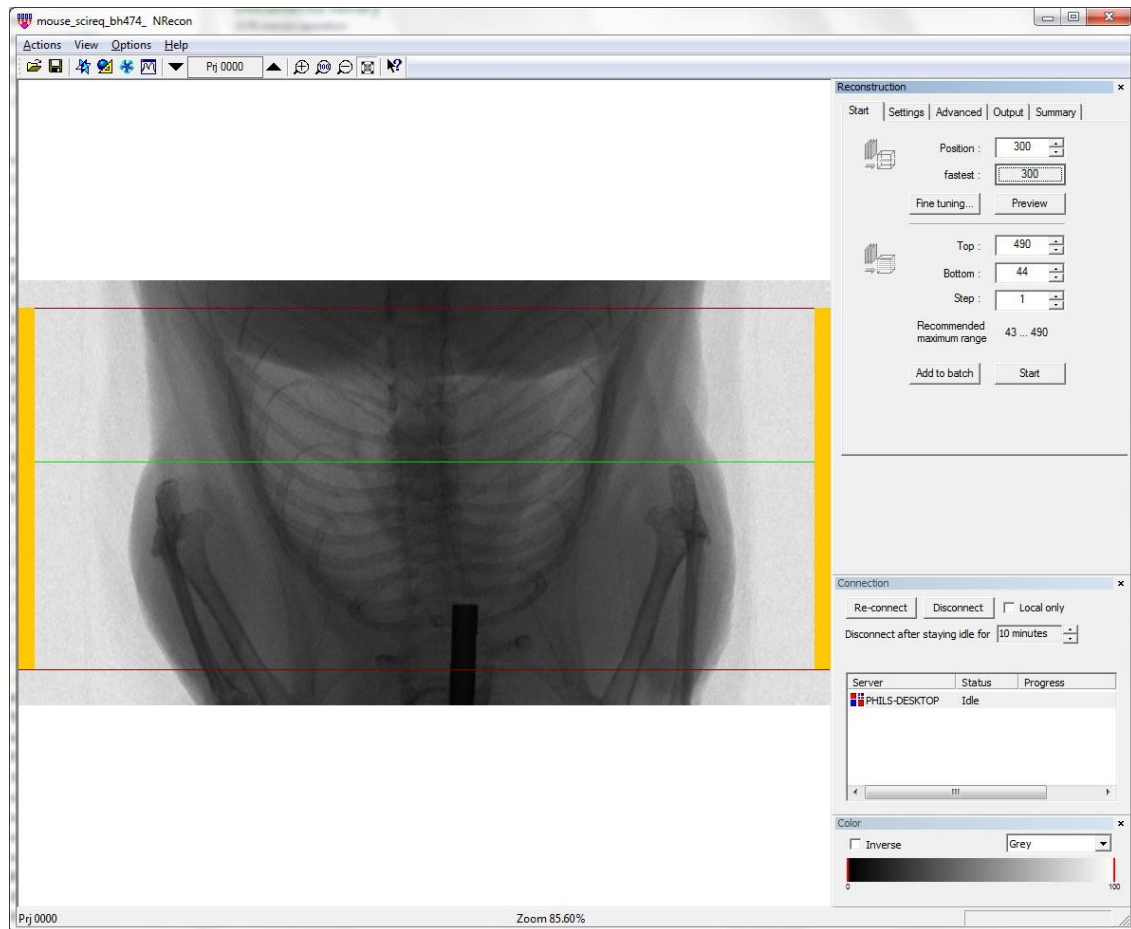 mouse_scireq_bh474_ NRecon
Actions View Options Help
Prj 0000
100
Reconstruction
Start Settings Advanced Output Summary
Position : 300
fastest : 300
Fine tuning... Preview
Top : 490
Bottom : 44
Step : 1
Recommended maximum range 43 ... 490
Add to batch Start
Connection
Re-connect Disconnect Local only
Disconnect after staying idle for 10 minutes
Server Status Progress
PHILS-DESKTOP Idle
Color
Inverse Grey
0 100
Prj 0000 Zoom 85.60%